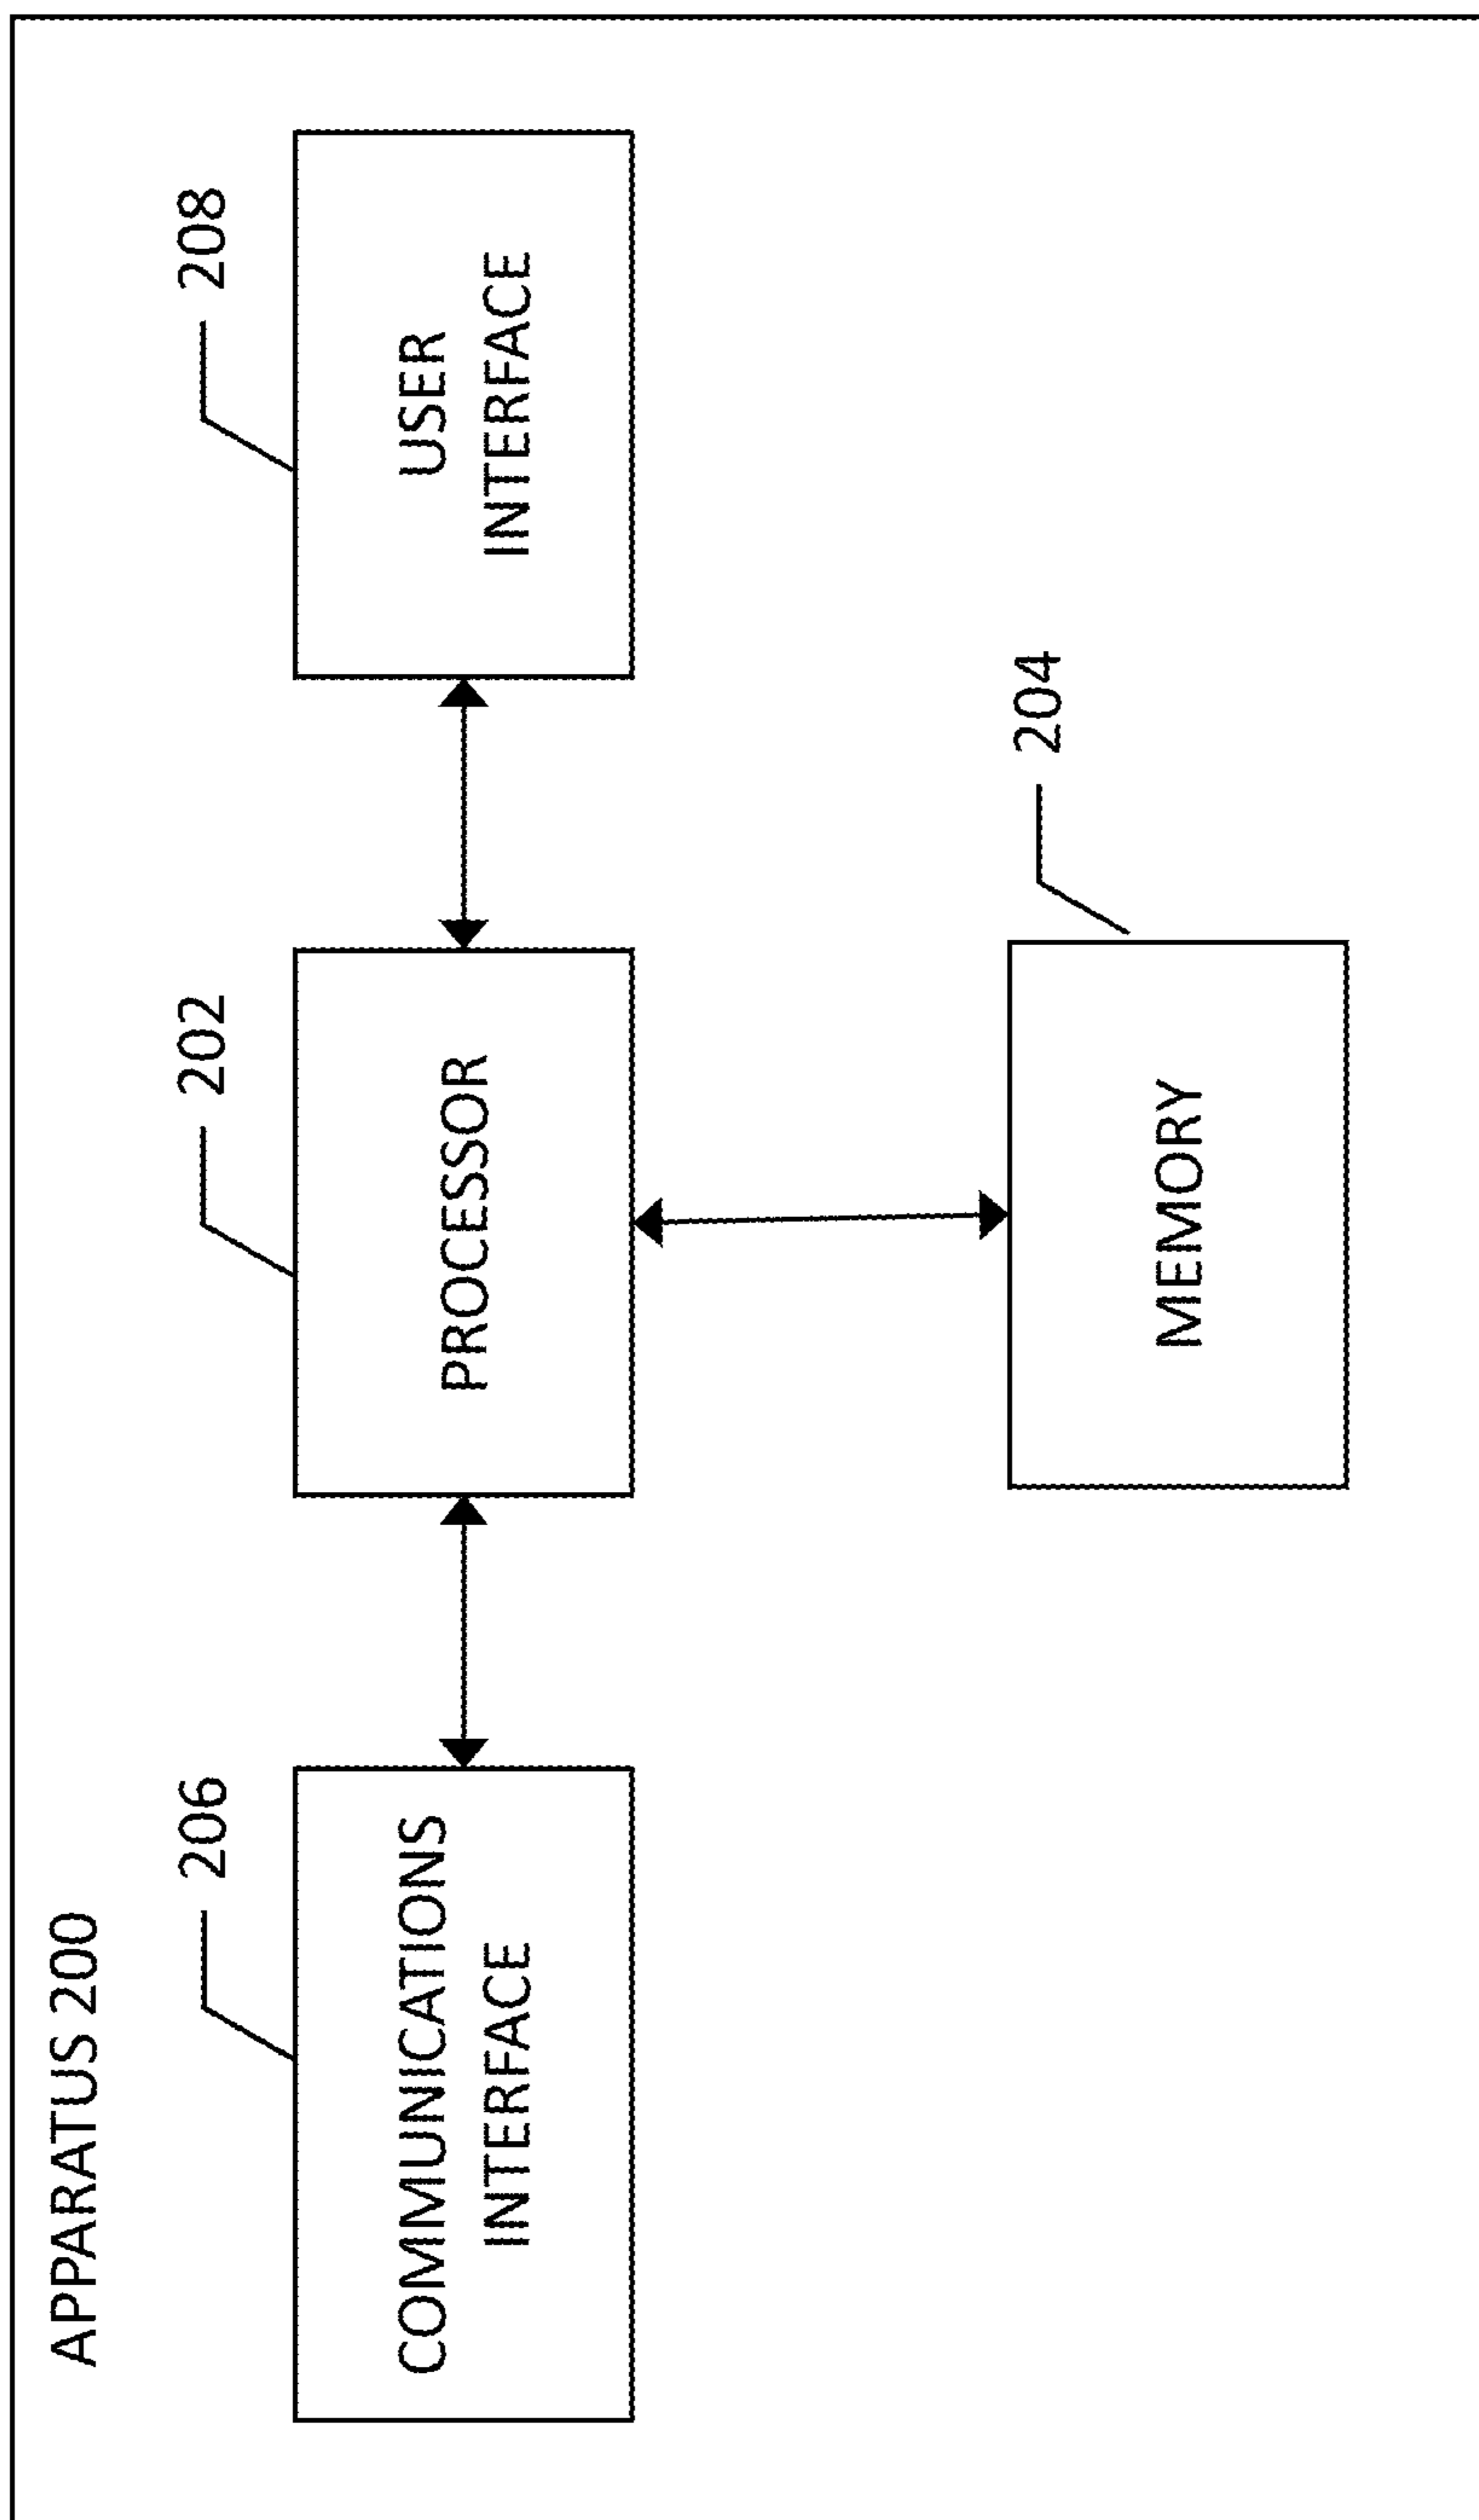 APPARATUS 200
206
202
208
COMMUNICATIONS
INTERFACE
PROCESSOR
USER
INTERFACE
204
MEMORY